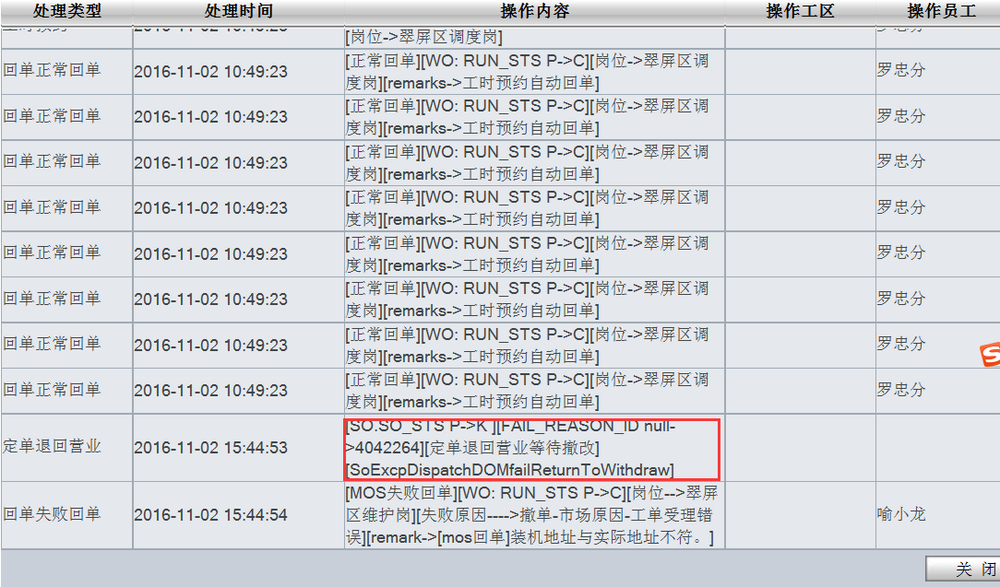 处理类型 处理时间 操作内容 操作工区 操作员工
[岗位->翠屏区调度岗]
回单正常回单 2016-11-02 10:49:23 [正常回单][WO: RUN_STS P->C][岗位->翠屏区调
度岗][remarks->工时预约自动回单] 罗忠分
回单正常回单 2016-11-02 10:49:23 [正常回单][WO: RUN_STS P->C][岗位->翠屏区调
度岗][remarks->工时预约自动回单] 罗忠分
回单正常回单 2016-11-02 10:49:23 [正常回单][WO: RUN_STS P->C][岗位->翠屏区调
度岗][remarks->工时预约自动回单] 罗忠分
回单正常回单 2016-11-02 10:49:23 [正常回单][WO: RUN_STS P->C][岗位->翠屏区调
度岗][remarks->工时预约自动回单] 罗忠分
回单正常回单 2016-11-02 10:49:23 [正常回单][WO: RUN_STS P->C][岗位->翠屏区调
度岗][remarks->工时预约自动回单] 罗忠分
回单正常回单 2016-11-02 10:49:23 [正常回单][WO: RUN_STS P->C][岗位->翠屏区调
度岗][remarks->工时预约自动回单] 罗忠分
回单正常回单 2016-11-02 10:49:23 [正常回单][WO: RUN_STS P->C][岗位->翠屏区调
度岗][remarks->工时预约自动回单] 罗忠分
回单正常回单 2016-11-02 10:49:23 [正常回单][WO: RUN_STS P->C][岗位->翠屏区调
度岗][remarks->工时预约自动回单] 罗忠分
定单退回营业 2016-11-02 15:44:53 [SO.SO_STS P->K ][FAIL_REASON_ID null-
>4042264][定单退回营业等待撤改]
[SoExcpDispatchDOMfailReturnToWithdraw]
回单失败回单 2016-11-02 15:44:54 [MOS失败回单][WO: RUN_STS P->C][岗位-->翠屏
区维护岗][失败原因---->撤单-市场原因-工单受理错
误][remark->[mos回单]装机地址与实际地址不符。] 喻小龙
关 闭